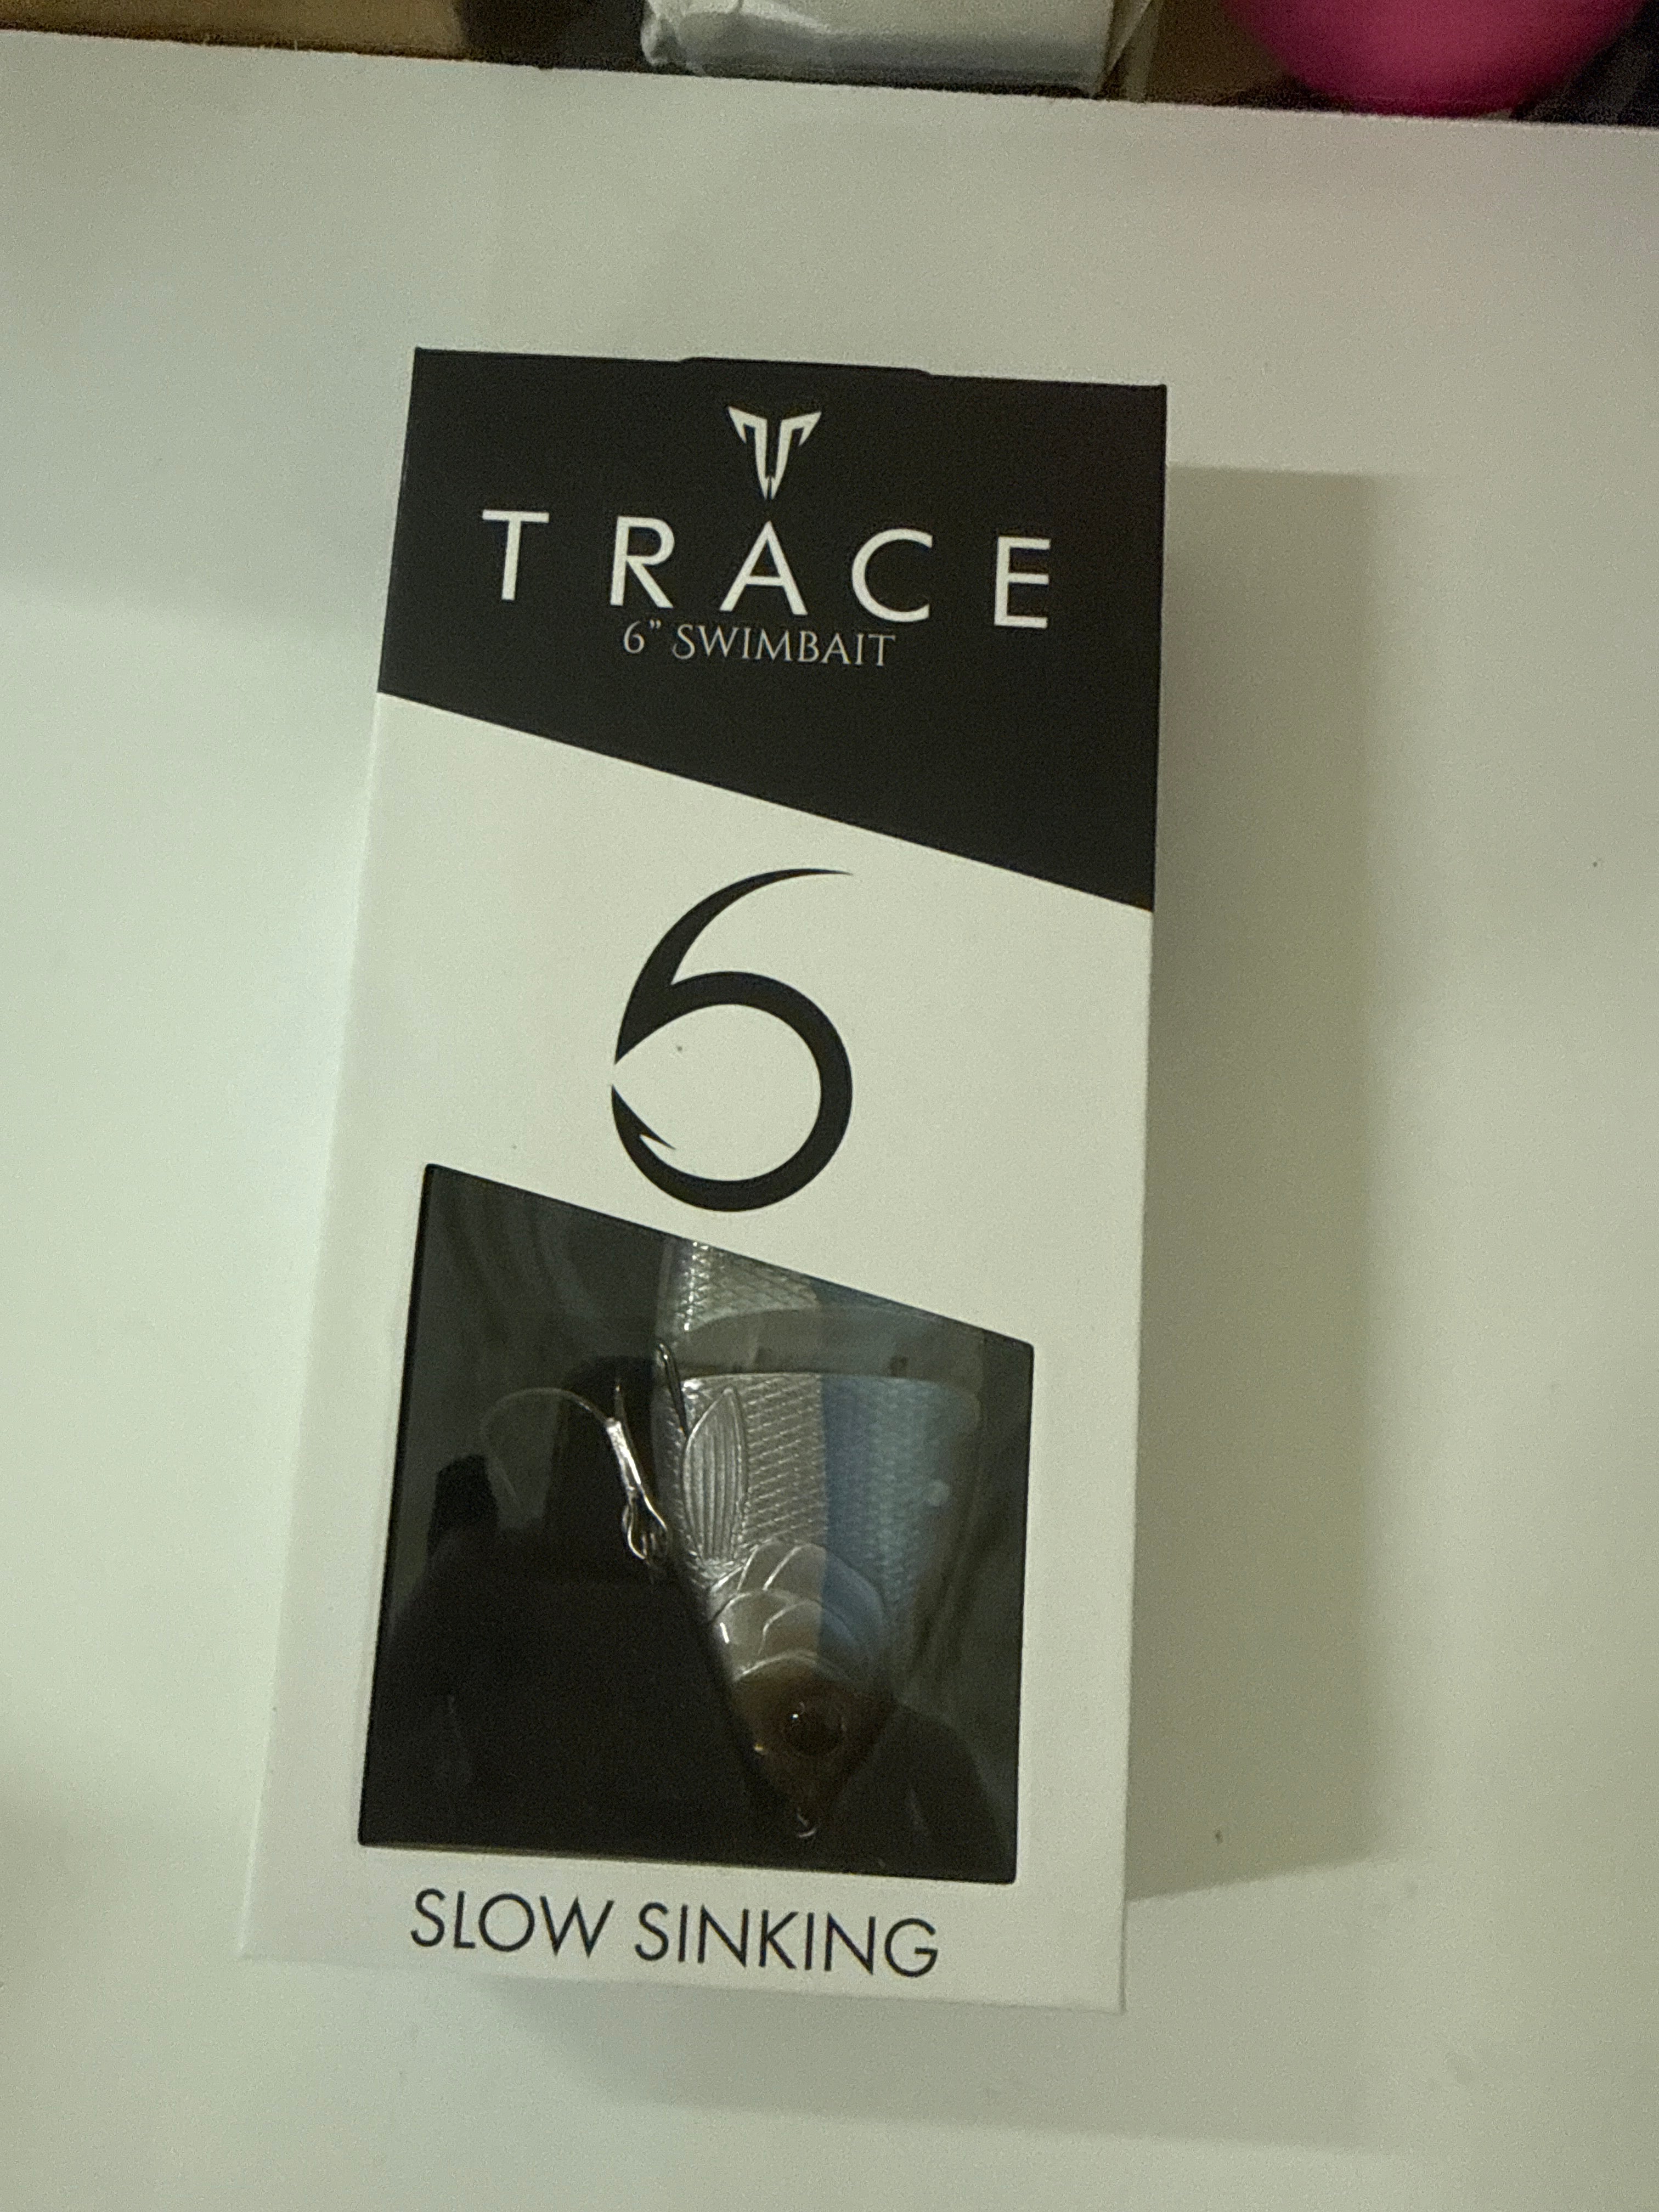 TRACE
6" SWIMBAIT
6
SLOW SINKING